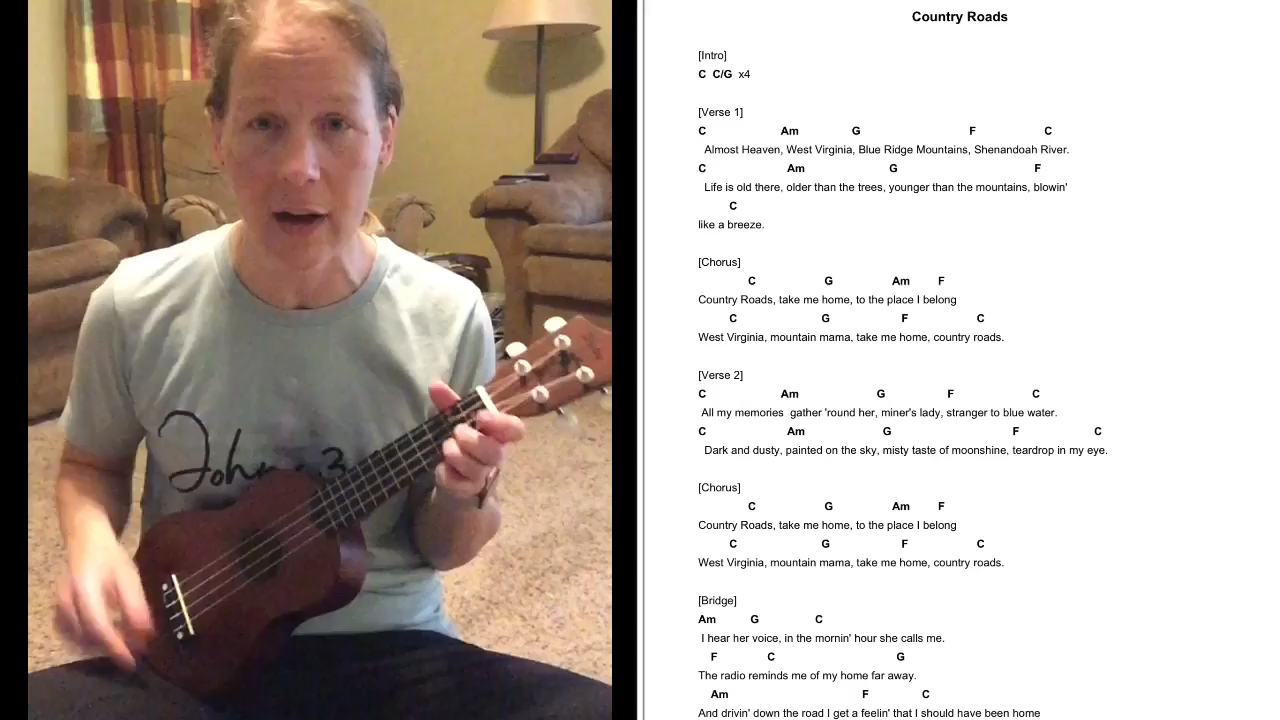 Country Roads
[Intro]
C C/G x4
[Verse 1]
C Am G F C
Almost Heaven, West Virginia, Blue Ridge Mountains, Shenandoah River.
C Am G F
Life is old there, older than the trees, younger than the mountains, blowin'
C
like a breeze.
[Chorus]
C G Am F
Country Roads, take me home, to the place I belong
C G F C
West Virginia, mountain mama, take me home, country roads.
[Verse 2]
C Am G F C
All my memories gather 'round her, miner's lady, stranger to blue water.
C Am G F C
Dark and dusty, painted on the sky, misty taste of moonshine, teardrop in my eye.
[Chorus]
C G Am F
Country Roads, take me home, to the place I belong
C G F C
West Virginia, mountain mama, take me home, country roads.
[Bridge]
Am G C
I hear her voice, in the mornin' hour she calls me.
F C G
The radio reminds me of my home far away.
Am F C
And drivin' down the road I get a feelin' that I should have been home
John 3